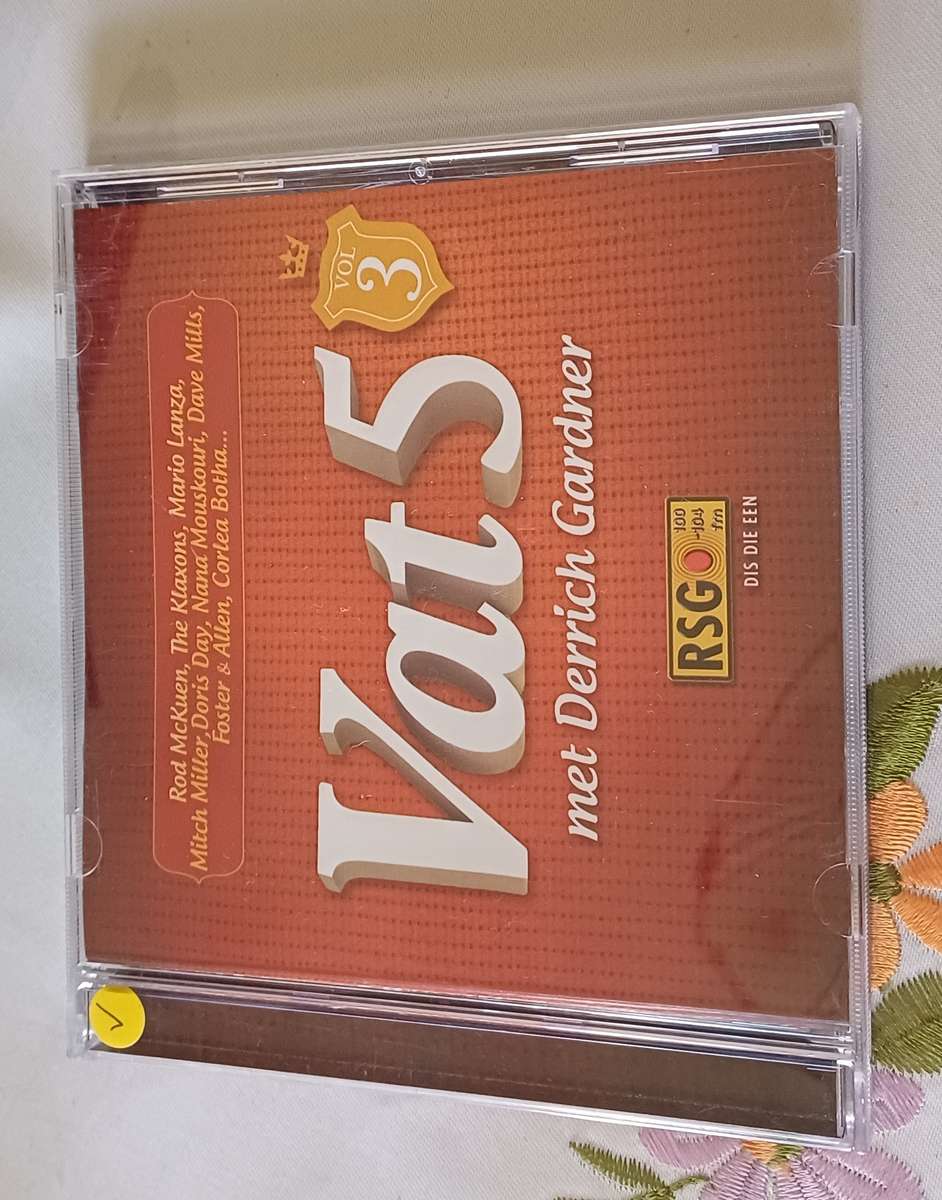 Rod McKuen, The Klaxons, Mario Lanza,
Mitch Miller, Doris Day, Nana Mouskouri, Dave Mills,
Foster & Allen, Corlea Botha...
VOL
3
Vat 5
met Derrich Gardner
RSG 100
-104
fm
DIS DIE EEN